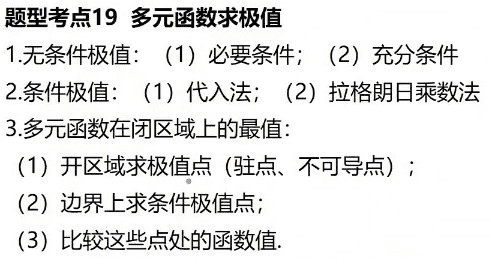 题型考点19 多元函数求极值
1.无条件极值：（1）必要条件；（2）充分条件
2.条件极值：（1）代入法；（2）拉格朗日乘数法
3.多元函数在闭区域上的最值：
（1）开区域求极值点（驻点、不可导点）；
（2）边界上求条件极值点；
（3）比较这些点处的函数值.